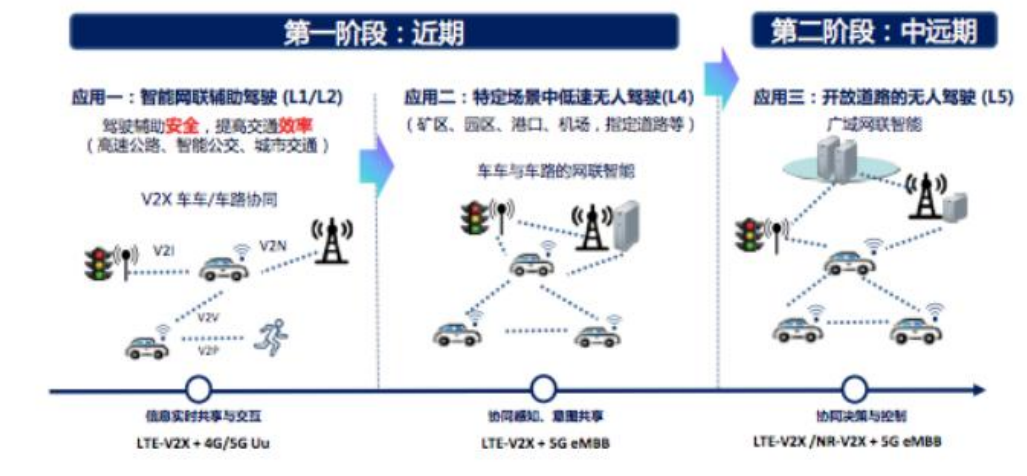 第一阶段：近期
第二阶段：中远期
应用一：智能网联辅助驾驶 (L1/L2)
驾驶辅助安全，提高交通效率
（高速公路、智能公交、城市交通）
V2X 车车/车路协同
V2I
V2N
V2V
V2P
信息实时共享与交互
LTE-V2X + 4G/5G Uu
应用二：特定场景中低速无人驾驶(L4)
（矿区、园区、港口、机场，指定道路等）
车车与车路的网联智能
协同感知、意图共享
LTE-V2X + 5G eMBB
应用三：开放道路的无人驾驶 (L5)
广域网联智能
协同决策与控制
LTE-V2X /NR-V2X + 5G eMBB